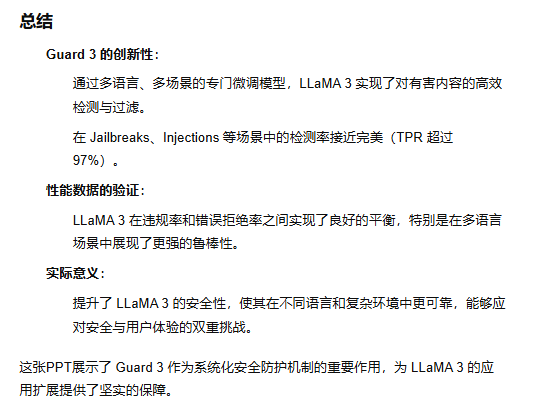 总结
Guard 3 的创新性：
通过多语言、多场景的专门微调模型，LLaMA 3 实现了对有害内容的高效
检测与过滤。
在 Jailbreaks、Injections 等场景中的检测率接近完美（TPR 超过
97%）。
性能数据的验证：
LLaMA 3 在违规率和错误拒绝率之间实现了良好的平衡，特别是在多语言
场景中展现了更强的鲁棒性。
实际意义：
提升了 LLaMA 3 的安全性，使其在不同语言和复杂环境中更可靠，能够应
对安全与用户体验的双重挑战。
这张PPT展示了 Guard 3 作为系统化安全防护机制的重要作用，为 LLaMA 3 的应
用扩展提供了坚实的保障。